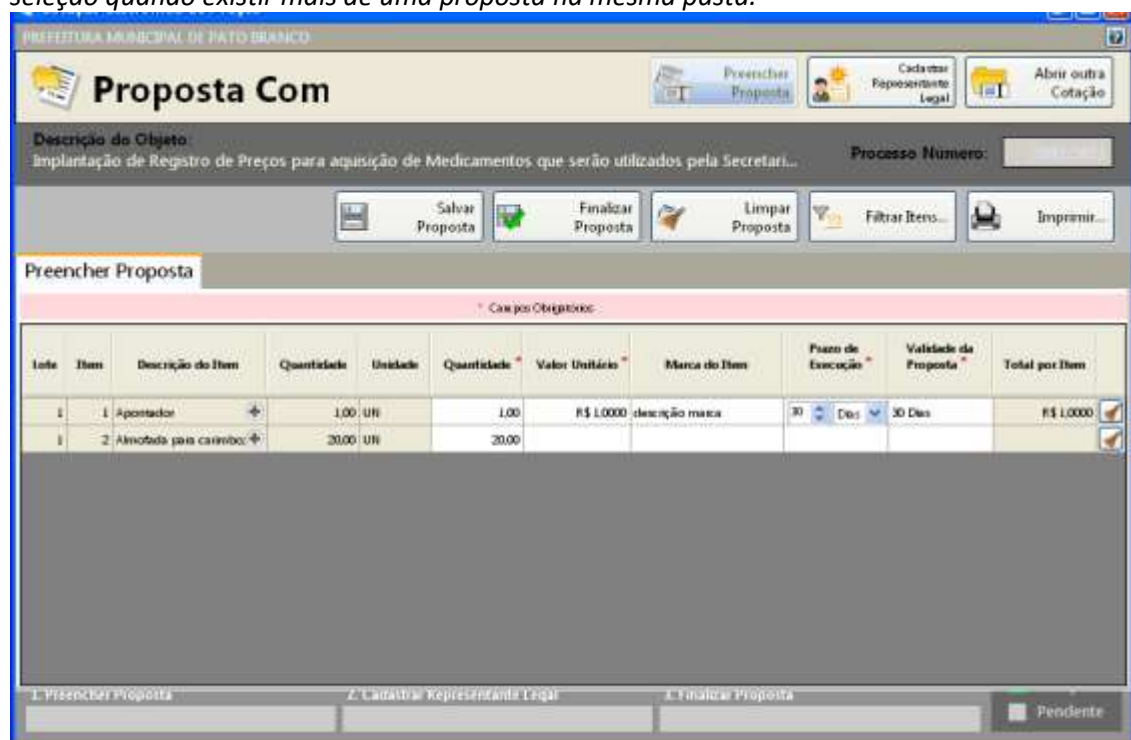 seleção quando existir mais de uma proposta na mesma pasta.
PREFEITURA MUNICIPAL DE PATO BRANCO
Proposta Com
Preencher Proposta
Cadastrar Representante Legal
Abrir outra Cotação
Descrição do Objeto:
Implantação de Registro de Preços para aquisição de Medicamentos que serão utilizados pela Secretari...
Processo Numero:
Salvar Proposta
Finalizar Proposta
Limpar Proposta
Filtrar Itens...
Imprimir...
Preencher Proposta
* Campos Obrigatórios
Lote Item Descrição do Item Quantidade Unidade Quantidade * Valor Unitário * Marca do Item Prazo de Execução * Validade da Proposta * Total por Item
1 1 Apontador 1,00 UN 1,00 R$ 1,0000 descrição marca 30 Dias 30 Dias R$ 1,0000
1 2 Almofada para carimbo: 20,00 UN 20,00
1. Preencher Proposta
2. Cadastrar Representante Legal
3. Finalizar Proposta
Pendente